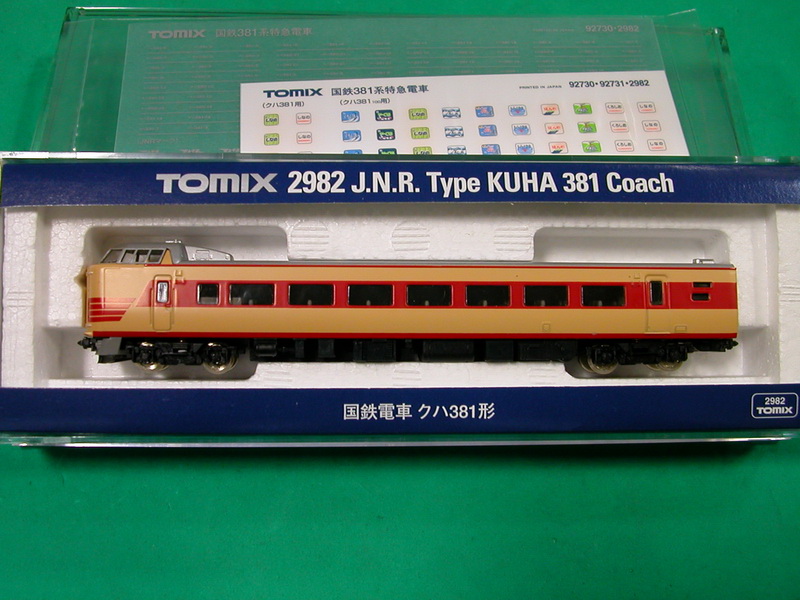 TOMIX 国鉄381系特急電車 92730•2982
TOMIX 国鉄381系特急電車 PRINTED IN JAPAN 92730•92731•2982
(クハ381用) (クハ381 100用)
TOMIX 2982 J.N.R. Type KUHA 381 Coach
国鉄電車 クハ381形
2982
TOMIX